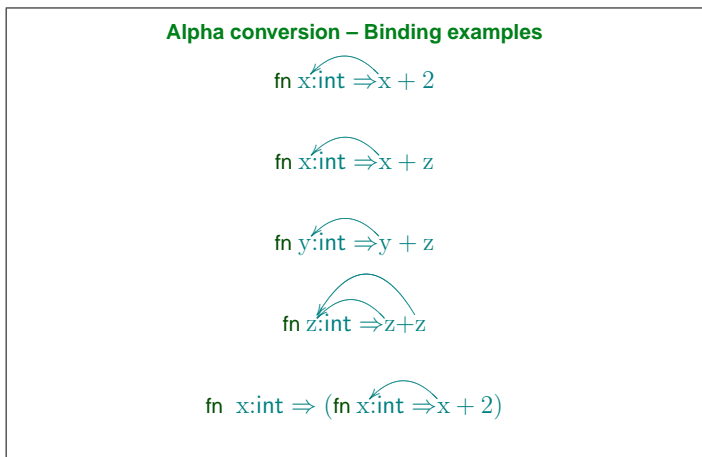 Alpha conversion – Binding examples
fn x:int ⇒x + 2
fn x:int ⇒x + z
fn y:int ⇒y + z
fn z:int ⇒z+z
fn x:int ⇒ (fn x:int ⇒x + 2)